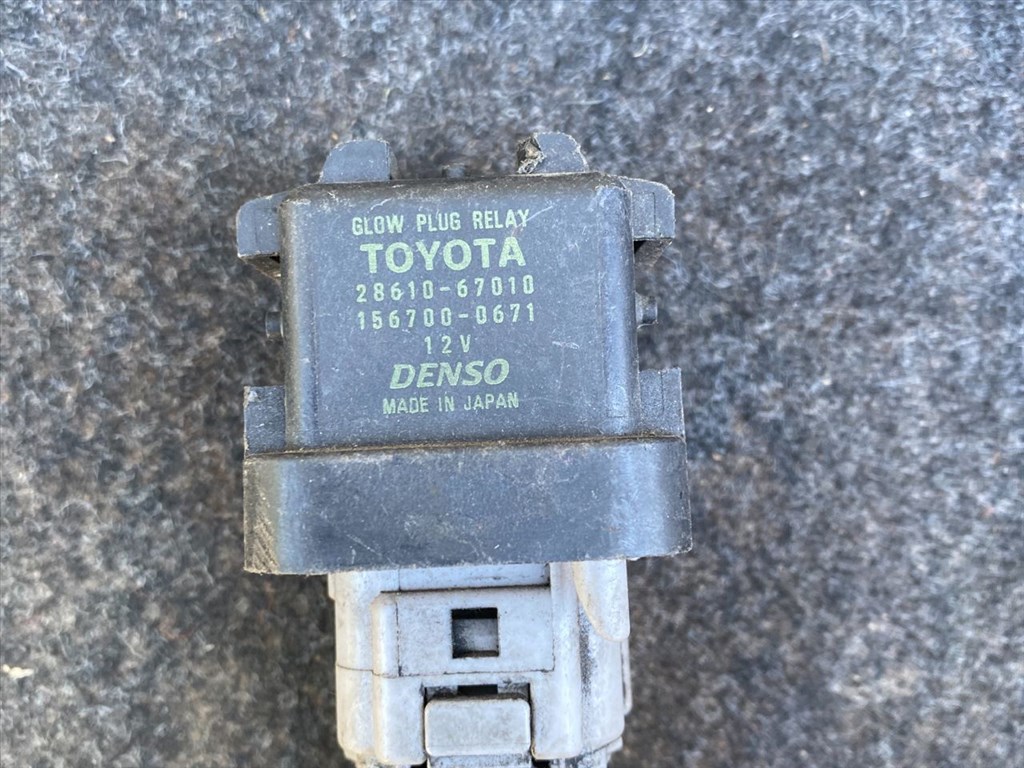 GLOW PLUG RELAY
TOYOTA
28610-67010
156700-0671
12V
DENSO
MADE IN JAPAN